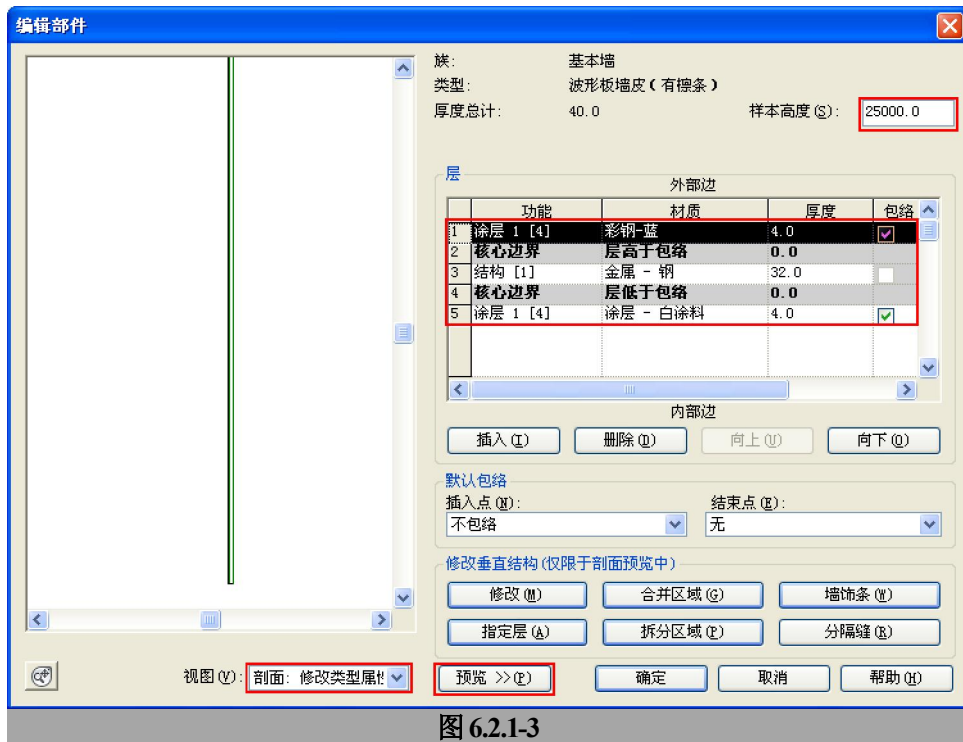 编辑部件
族: 基本墙
类型: 波形板墙皮(有檩条)
厚度总计: 40.0 样本高度(S): 25000.0
层
外部边
功能 材质 厚度 包络
1 涂层 1 [4] 彩钢-蓝 4.0
2 核心边界 层高于包络 0.0
3 结构 [1] 金属 - 钢 32.0
4 核心边界 层低于包络 0.0
5 涂层 1 [4] 涂层 - 白涂料 4.0
内部边
插入(I) 删除(D) 向上(U) 向下(O)
默认包络
插入点(N): 结束点(E):
不包络 无
修改垂直结构(仅限于剖面预览中)
修改(M) 合并区域(G) 墙饰条(W)
指定层(A) 拆分区域(P) 分隔缝(R)
视图(V): 剖面: 修改类型属 预览 >>(P) 确定 取消 帮助(H)
图 6.2.1-3